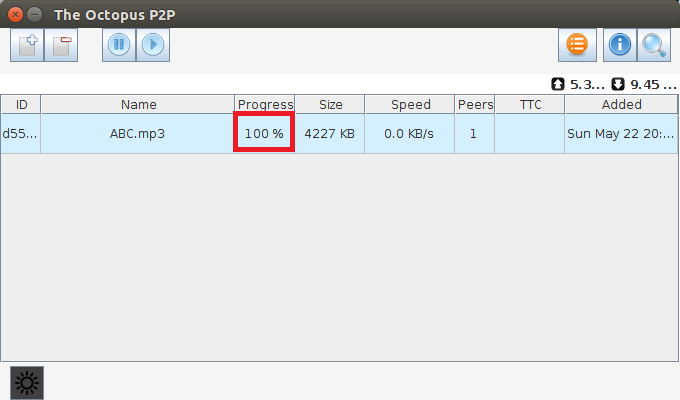 The Octopus P2P
5.3... 9.45 ...
ID Name Progress Size Speed Peers TTC Added
d55... ABC.mp3 100 % 4227 KB 0.0 KB/s 1 Sun May 22 20:...